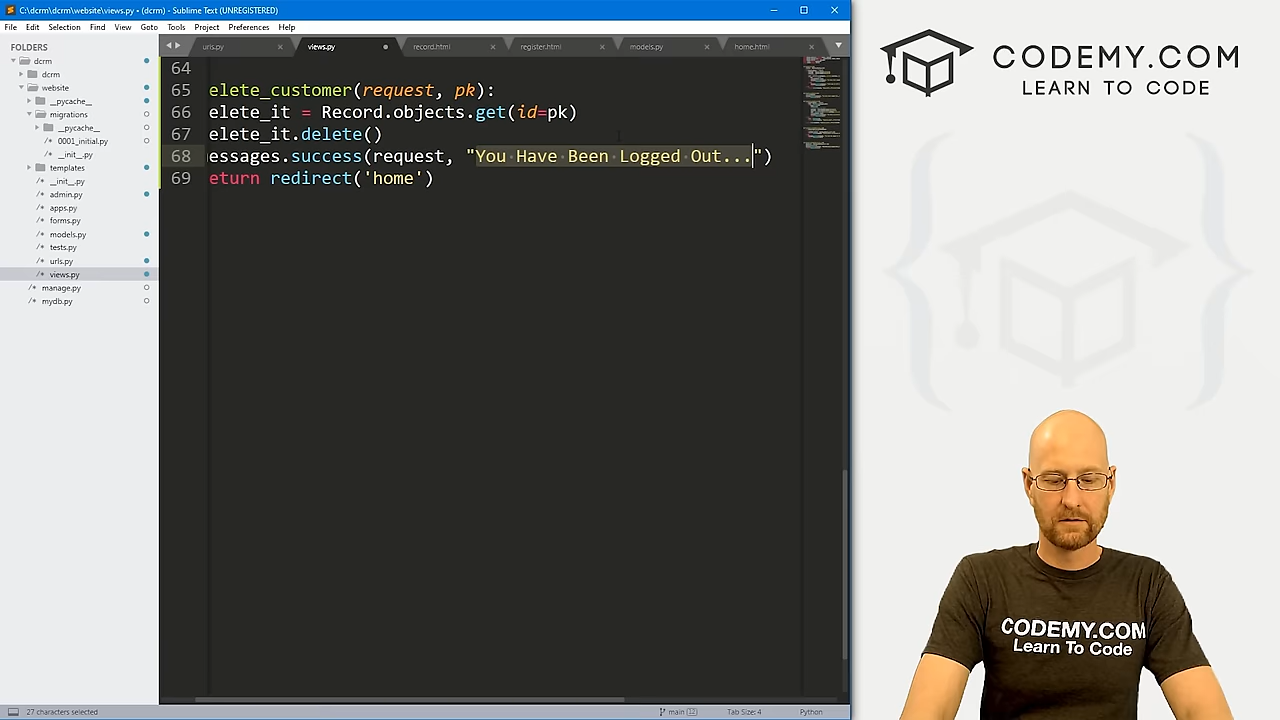 C:\dcrm\dcrm\website\views.py • (dcrm) - Sublime Text (UNREGISTERED)
File Edit Selection Find View Goto Tools Project Preferences Help
FOLDERS
dcrm
dcrm
website
__pycache__
migrations
__pycache__
0001_initial.py
__init__.py
templates
__init__.py
admin.py
apps.py
forms.py
models.py
tests.py
urls.py
views.py
manage.py
mydb.py
urls.py views.py record.html register.html models.py home.html
64
65 elete_customer(request, pk):
66 elete_it = Record.objects.get(id=pk)
67 elete_it.delete()
68 essages.success(request, "You Have Been Logged Out...")
69 eturn redirect('home')
27 characters selected
main 12 Tab Size: 4 Python
CODEMY.COM
LEARN TO CODE
CODEMY.COM
Learn To Code